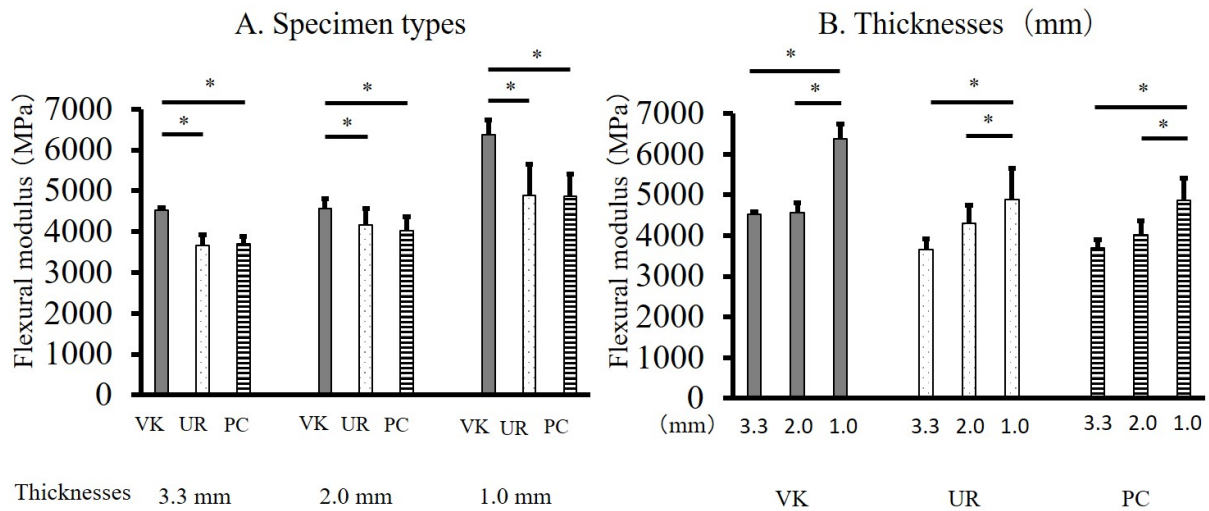 A. Specimen types
* *
* *
* *
Flexural modulus (MPa)
7000
6000
5000
4000
3000
2000
1000
0
VK UR PC
VK UR PC
VK UR PC
Thicknesses 3.3 mm 2.0 mm 1.0 mm
B. Thicknesses (mm)
* *
* *
* *
Flexural modulus (MPa)
7000
6000
5000
4000
3000
2000
1000
0
(mm) 3.3 2.0 1.0 3.3 2.0 1.0 3.3 2.0 1.0
VK UR PC